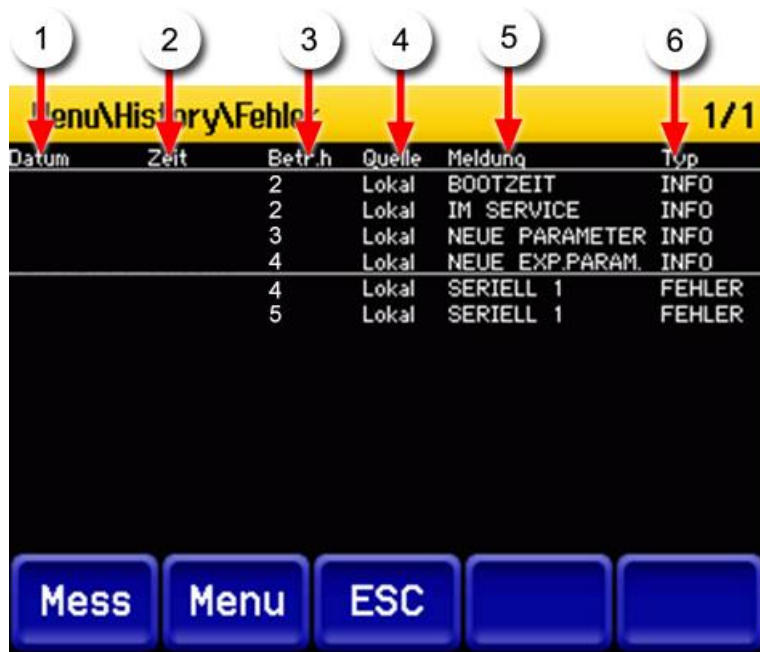 1 2 3 4 5 6
Menu\History\Fehler 1/1
Datum Zeit Betr.h Quelle Meldung Typ
2 Lokal BOOTZEIT INFO
2 Lokal IM SERVICE INFO
3 Lokal NEUE PARAMETER INFO
4 Lokal NEUE EXP.PARAM. INFO
4 Lokal SERIELL 1 FEHLER
5 Lokal SERIELL 1 FEHLER
Mess Menu ESC